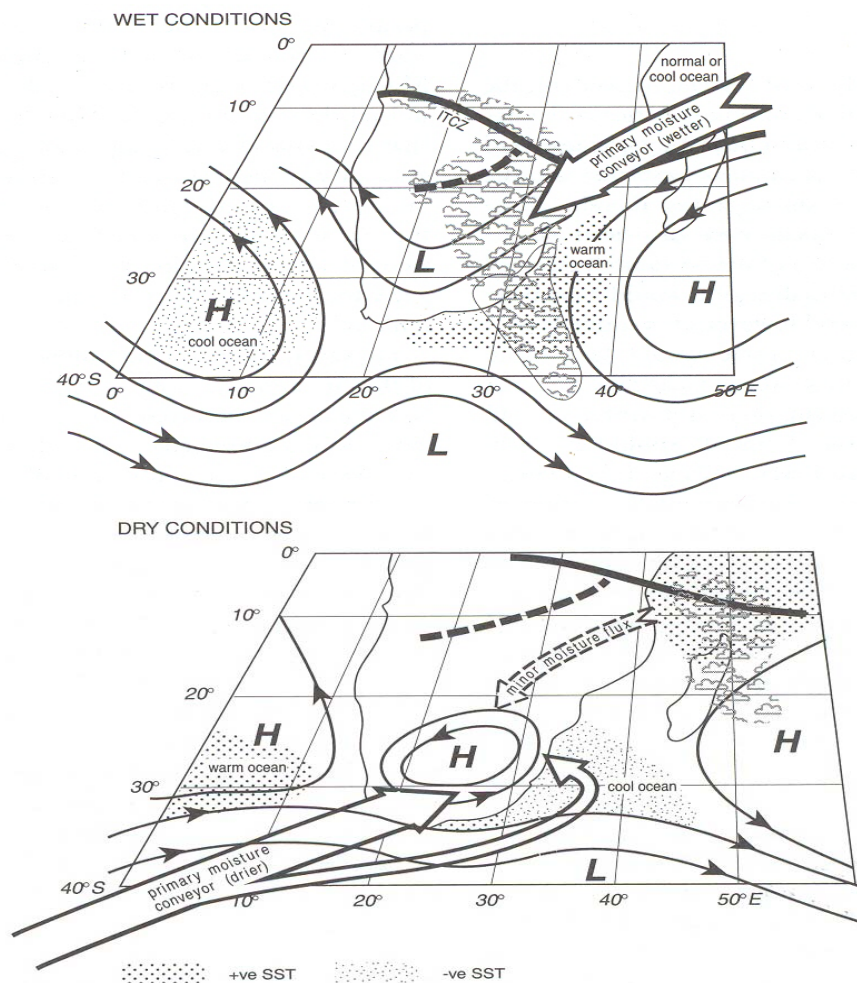 WET CONDITIONS
0°
normal or
cool ocean
10°
ITCZ
primary moisture
conveyor (wetter)
20°
L
warm
ocean
30°
H
H
cool ocean
40° S
0°
10°
20°
30°
40°
50° E
L
DRY CONDITIONS
0°
10°
minor moisture flux
20°
H
H
H
warm ocean
30°
cool ocean
primary moisture
conveyor (drier)
L
40° S
10°
20°
30°
40°
50° E
+ve SST
-ve SST